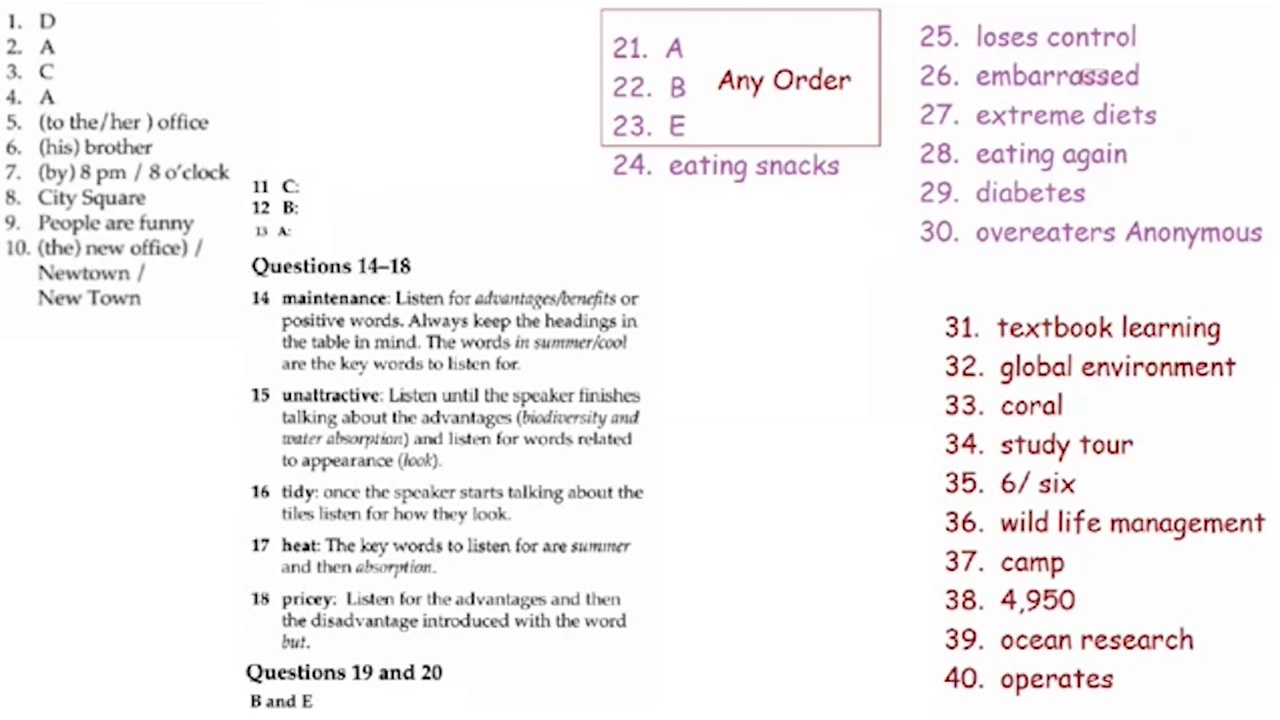 1. D
2. A
3. C
4. A
5. (to the/her ) office
6. (his) brother
7. (by) 8 pm / 8 o'clock
8. City Square
9. People are funny
10. (the) new office) /
Newtown /
New Town
11 C:
12 B:
13 A:
Questions 14–18
14 maintenance: Listen for advantages/benefits or
positive words. Always keep the headings in
the table in mind. The words in summer/cool
are the key words to listen for.
15 unattractive: Listen until the speaker finishes
talking about the advantages (biodiversity and
water absorption) and listen for words related
to appearance (look).
16 tidy: once the speaker starts talking about the
tiles listen for how they look.
17 heat: The key words to listen for are summer
and then absorption.
18 pricey: Listen for the advantages and then
the disadvantage introduced with the word
but.
Questions 19 and 20
B and E
21. A
22. B
Any Order
23. E
24. eating snacks
25. loses control
26. embarrassed
27. extreme diets
28. eating again
29. diabetes
30. overeaters Anonymous
31. textbook learning
32. global environment
33. coral
34. study tour
35. 6/ six
36. wild life management
37. camp
38. 4,950
39. ocean research
40. operates